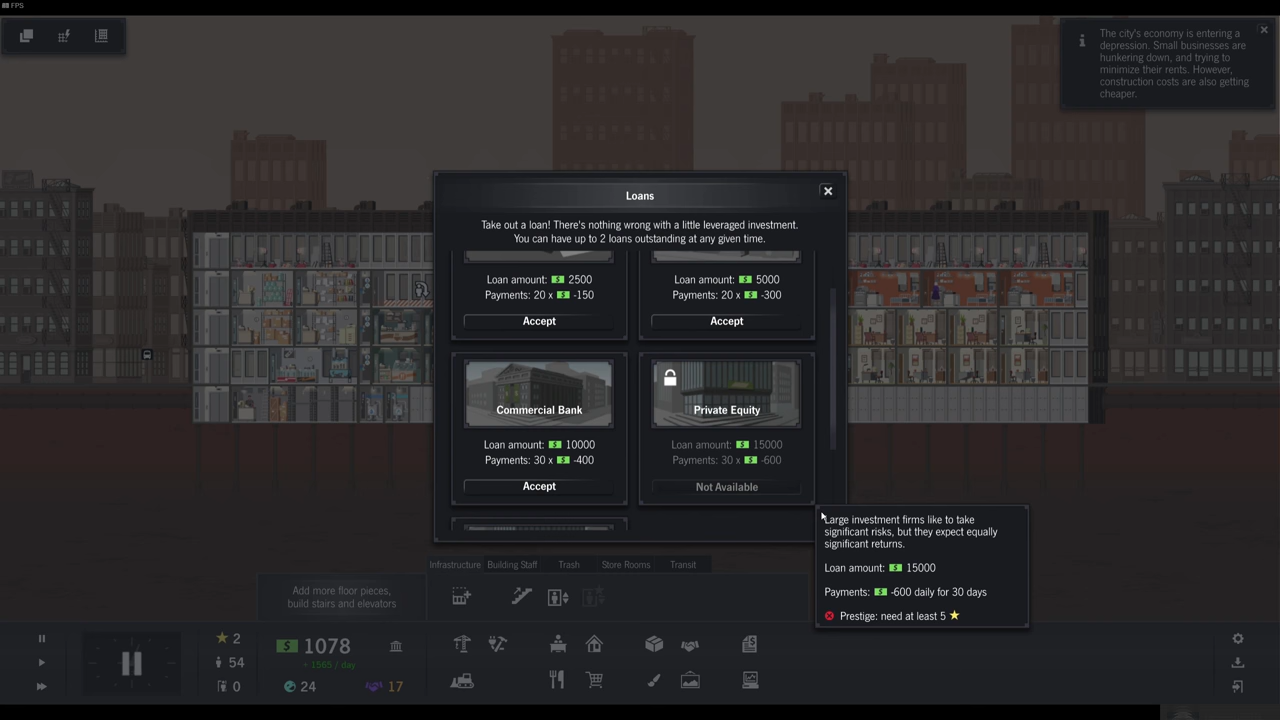 FPS
The city's economy is entering a
depression. Small businesses are
hunkering down, and trying to
minimize their rents. However,
construction costs are also getting
cheaper.
Loans
Take out a loan! There's nothing wrong with a little leveraged investment.
You can have up to 2 loans outstanding at any given time.
Loan amount: $ 2500
Payments: 20 x $ -150
Accept
Loan amount: $ 5000
Payments: 20 x $ -300
Accept
Commercial Bank
Loan amount: $ 10000
Payments: 30 x $ -400
Accept
Private Equity
Loan amount: $ 15000
Payments: 30 x $ -600
Not Available
Large investment firms like to take
significant risks, but they expect equally
significant returns.
Loan amount: $ 15000
Payments: $ -600 daily for 30 days
Prestige: need at least 5
Infrastructure
Building Staff
Trash
Store Rooms
Transit
Add more floor pieces,
build stairs and elevators
2
54
0
$ 1078
+ 1565 / day
24
17